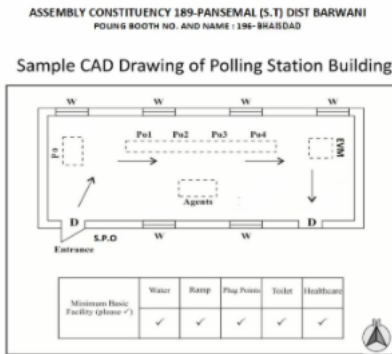 ASSEMBLY CONSTITUENCY 189-PANSEMAL (S.T) DIST BARWANI
POLING BOOTH NO. AND NAME : 196- BHAISDAD
Sample CAD Drawing of Polling Station Building
W W W W
Po1 Po2 Po3 Po4
Po
EVM
Agents
D D
S.P.O W W
Entrance
Minimum Basic Facility (please ✓) Water Ramp Plug Points Toilet Healthcare
✓ ✓ ✓ ✓ ✓
N